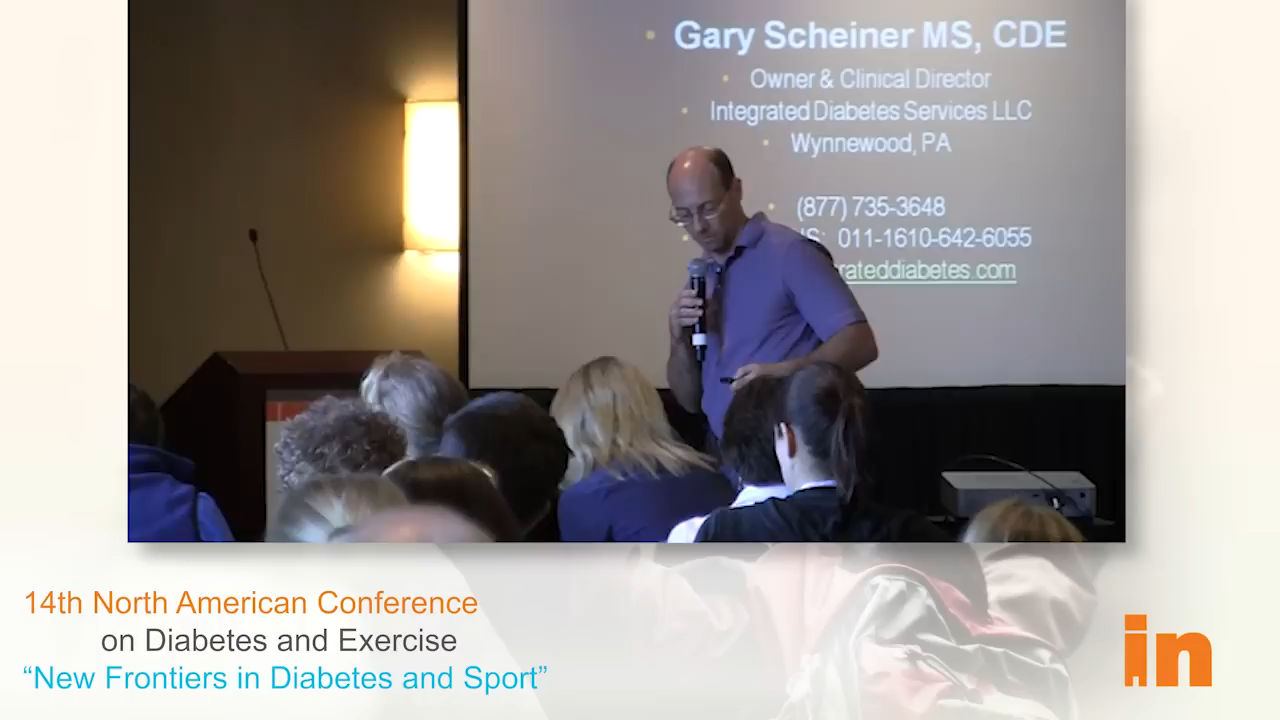 Gary Scheiner MS, CDE
Owner & Clinical Director
Integrated Diabetes Services LLC
Wynnewood, PA
(877) 735-3648
011-1610-642-6055
14th North American Conference
on Diabetes and Exercise
“New Frontiers in Diabetes and Sport”
in